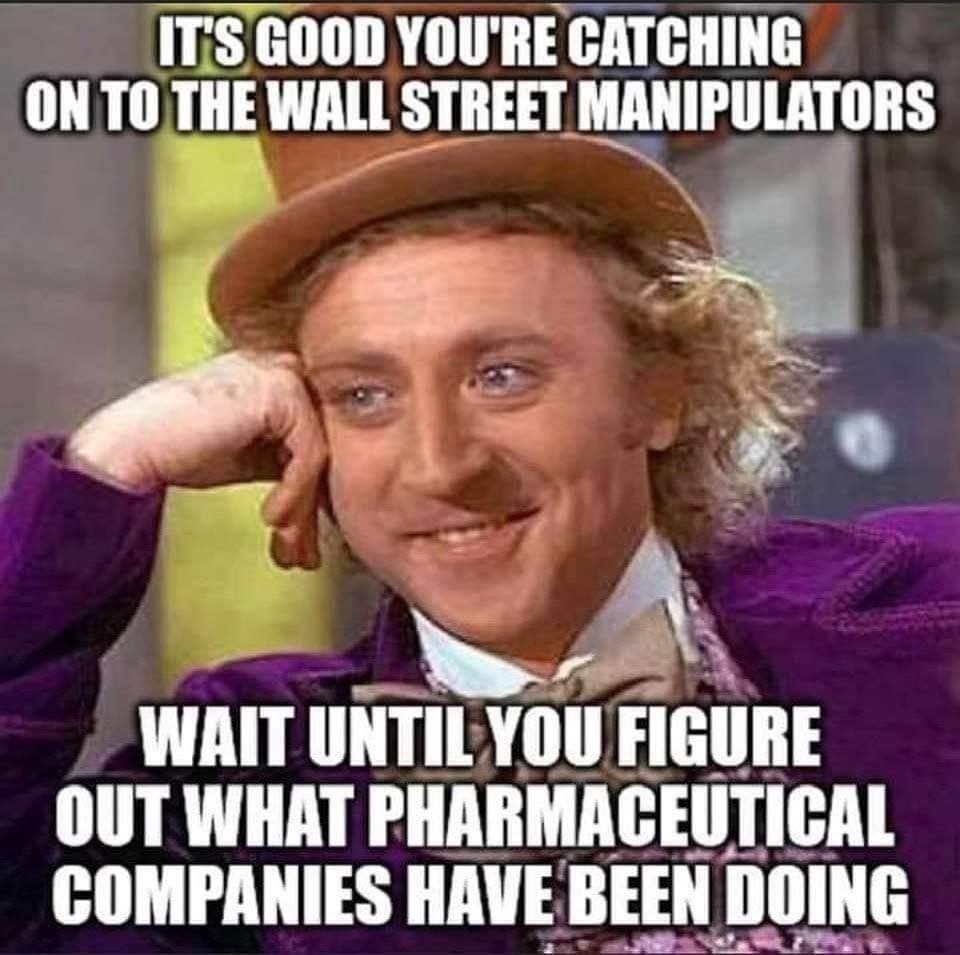 IT'S GOOD YOU'RE CATCHING
ON TO THE WALL STREET MANIPULATORS
WAIT UNTIL YOU FIGURE
OUT WHAT PHARMACEUTICAL
COMPANIES HAVE BEEN DOING